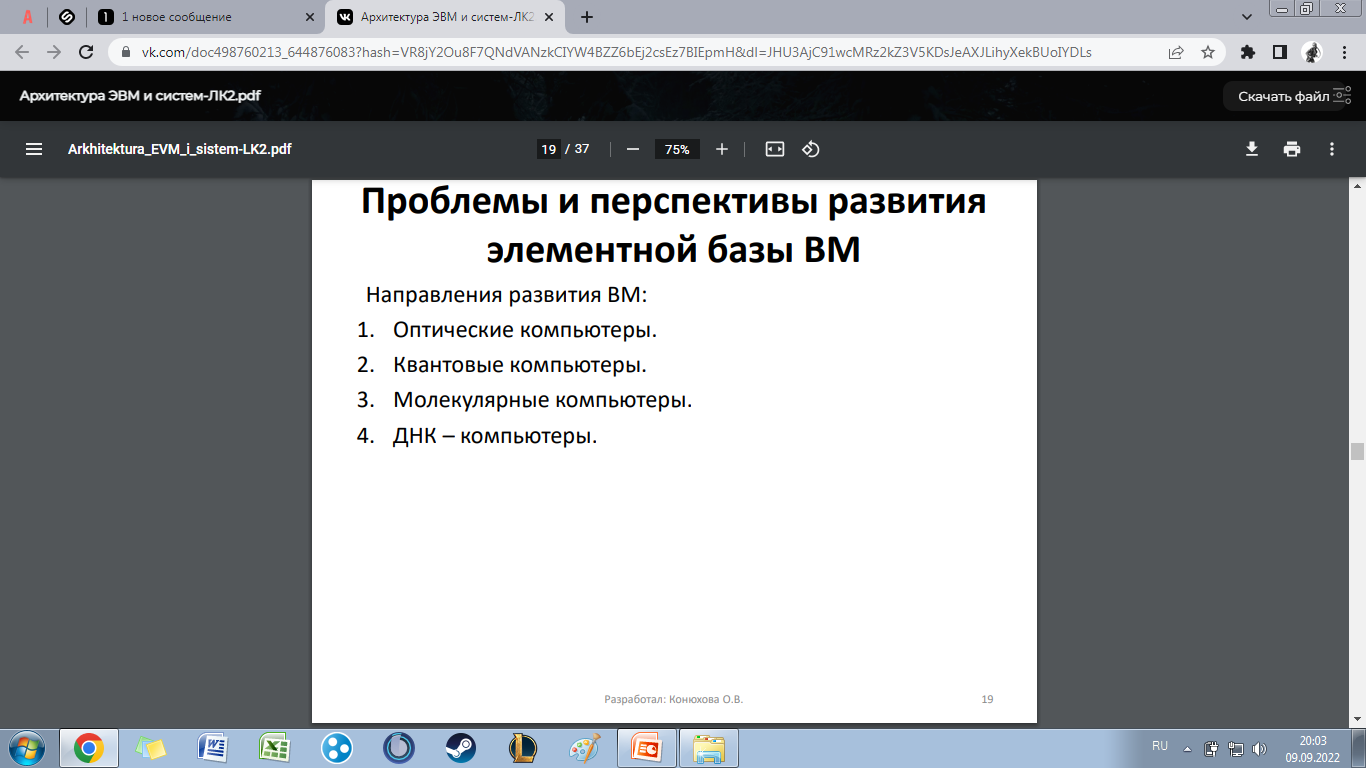 1 новое сообщение
Архитектура ЭВМ и систем-ЛК2
vk.com/doc498760213_644876083?hash=VR8jY2Ou8F7QNdVANzkCIYW4BZZ6bEj2csEz7BIEpmH&dl=JHU3AjC91wcMRz2kZ3V5KDsJeAXJLihyXekBUoIYDLs
Архитектура ЭВМ и систем-ЛК2.pdf
Скачать файл
Arkhitektura_EVM_i_sistem-LK2.pdf
19 / 37
75%
Проблемы и перспективы развития
элементной базы ВМ
Направления развития ВМ:
1. Оптические компьютеры.
2. Квантовые компьютеры.
3. Молекулярные компьютеры.
4. ДНК – компьютеры.
Разработал: Конюхова О.В.
19
RU
20:03
09.09.2022